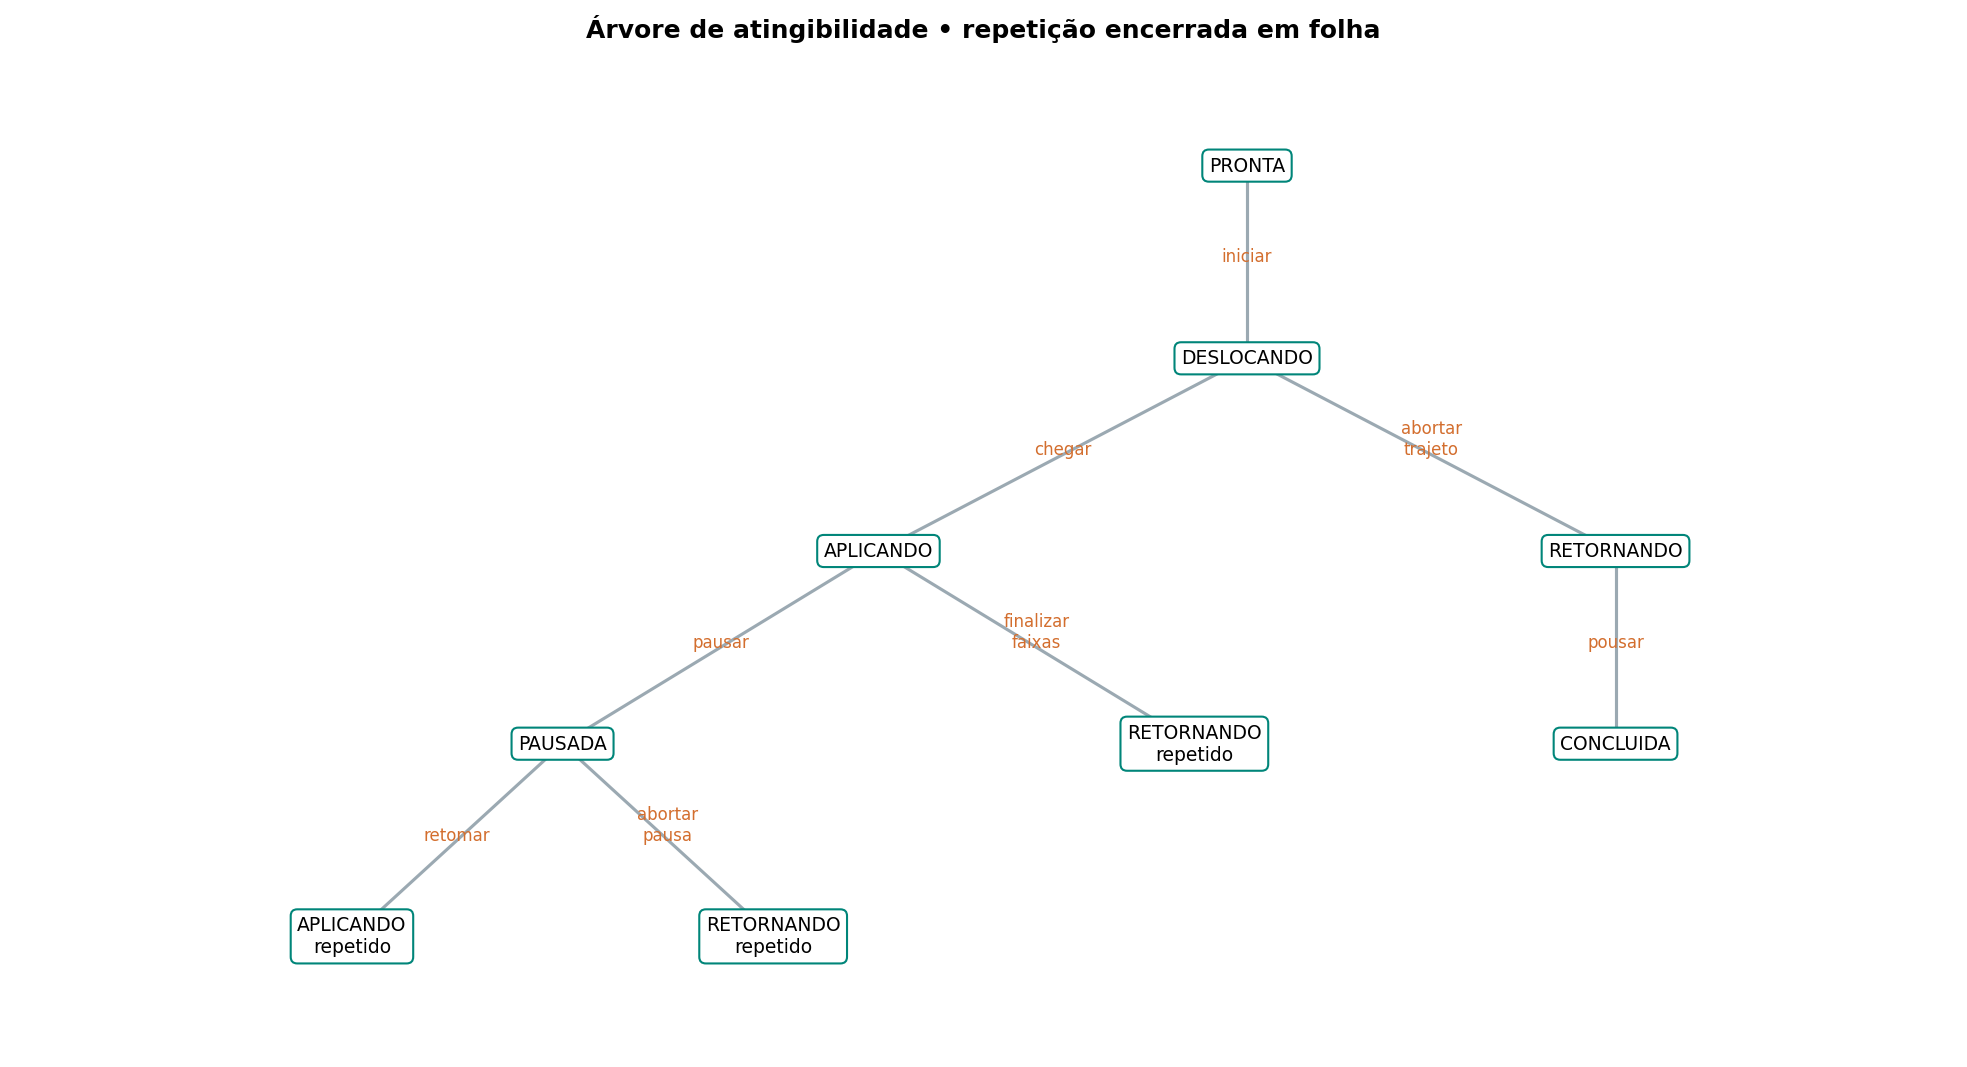 Árvore de atingibilidade • repetição encerrada em folha
PRONTA
iniciar
DESLOCANDO
chegar
abortar
trajeto
APLICANDO
RETORNANDO
pausar
finalizar
faixas
pousar
PAUSADA
RETORNANDO
repetido
CONCLUIDA
retomar
abortar
pausa
APLICANDO
repetido
RETORNANDO
repetido